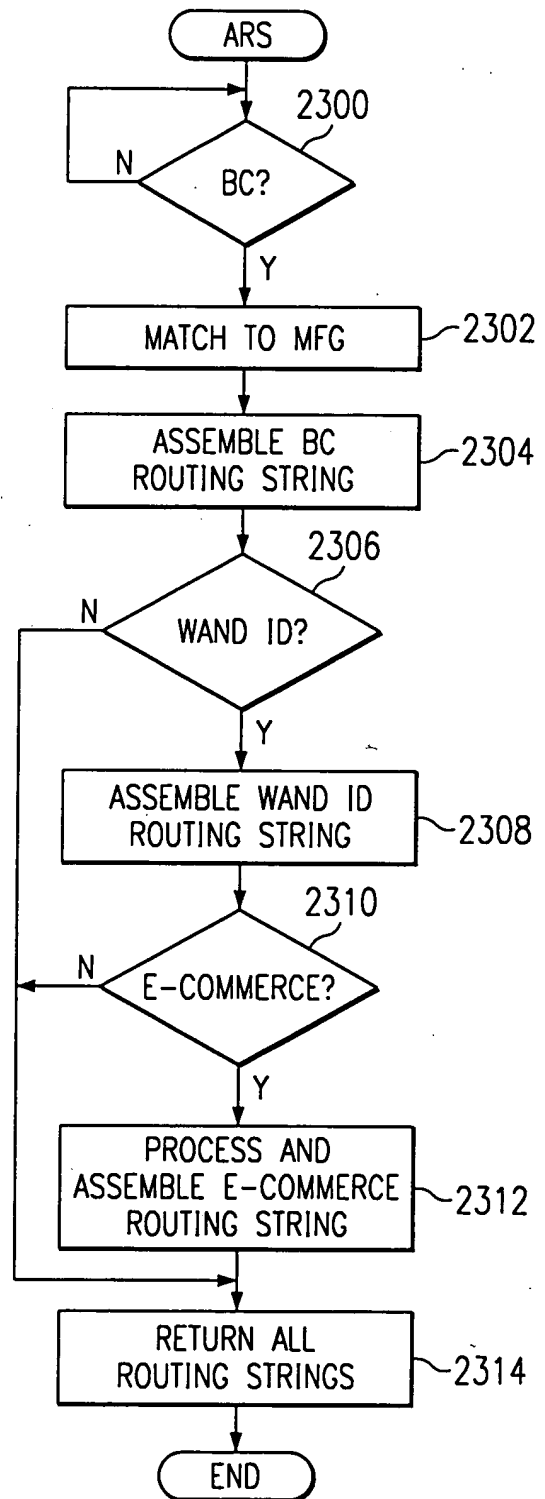 ARS
2300
N
BC?
Y
MATCH TO MFG
2302
ASSEMBLE BC
ROUTING STRING
2304
2306
N
WAND ID?
Y
ASSEMBLE WAND ID
ROUTING STRING
2308
2310
N
E-COMMERCE?
Y
PROCESS AND
ASSEMBLE E-COMMERCE
ROUTING STRING
2312
RETURN ALL
ROUTING STRINGS
2314
END